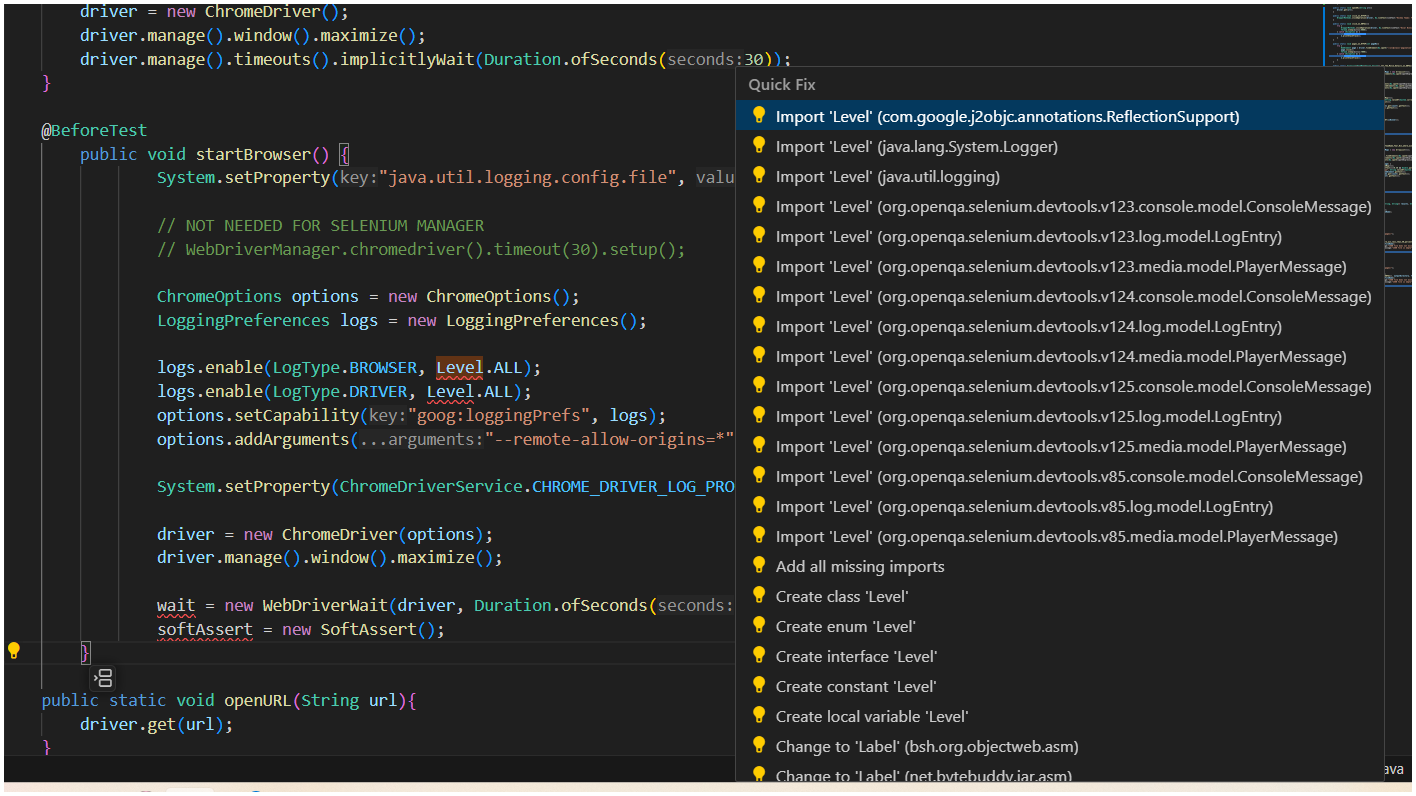 driver = new ChromeDriver();
driver.manage().window().maximize();
driver.manage().timeouts().implicitlyWait(Duration.ofSeconds(seconds:30));
}
@BeforeTest
public void startBrowser() {
System.setProperty(key:"java.util.logging.config.file", valu
// NOT NEEDED FOR SELENIUM MANAGER
// WebDriverManager.chromedriver().timeout(30).setup();
ChromeOptions options = new ChromeOptions();
LoggingPreferences logs = new LoggingPreferences();
logs.enable(LogType.BROWSER, Level.ALL);
logs.enable(LogType.DRIVER, Level.ALL);
options.setCapability(key:"goog:loggingPrefs", logs);
options.addArguments(...arguments:"--remote-allow-origins=*"
System.setProperty(ChromeDriverService.CHROME_DRIVER_LOG_PRO
driver = new ChromeDriver(options);
driver.manage().window().maximize();
wait = new WebDriverWait(driver, Duration.ofSeconds(seconds:
softAssert = new SoftAssert();
}
public static void openURL(String url){
driver.get(url);
}
Quick Fix
Import 'Level' (com.google.j2objc.annotations.ReflectionSupport)
Import 'Level' (java.lang.System.Logger)
Import 'Level' (java.util.logging)
Import 'Level' (org.openqa.selenium.devtools.v123.console.model.ConsoleMessage)
Import 'Level' (org.openqa.selenium.devtools.v123.log.model.LogEntry)
Import 'Level' (org.openqa.selenium.devtools.v123.media.model.PlayerMessage)
Import 'Level' (org.openqa.selenium.devtools.v124.console.model.ConsoleMessage)
Import 'Level' (org.openqa.selenium.devtools.v124.log.model.LogEntry)
Import 'Level' (org.openqa.selenium.devtools.v124.media.model.PlayerMessage)
Import 'Level' (org.openqa.selenium.devtools.v125.console.model.ConsoleMessage)
Import 'Level' (org.openqa.selenium.devtools.v125.log.model.LogEntry)
Import 'Level' (org.openqa.selenium.devtools.v125.media.model.PlayerMessage)
Import 'Level' (org.openqa.selenium.devtools.v85.console.model.ConsoleMessage)
Import 'Level' (org.openqa.selenium.devtools.v85.log.model.LogEntry)
Import 'Level' (org.openqa.selenium.devtools.v85.media.model.PlayerMessage)
Add all missing imports
Create class 'Level'
Create enum 'Level'
Create interface 'Level'
Create constant 'Level'
Create local variable 'Level'
Change to 'Label' (bsh.org.objectweb.asm)
Change to 'Label' (net.bytebuddy.jar.asm)
ava